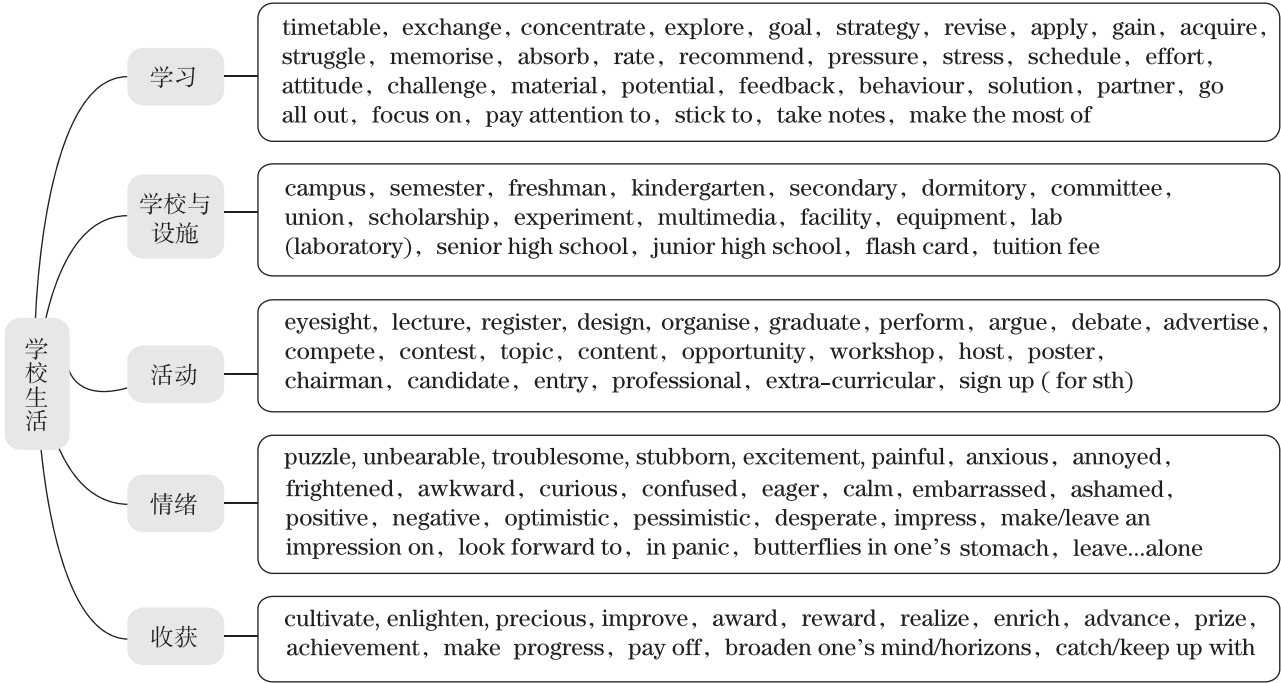 学校生活
学习
timetable, exchange, concentrate, explore, goal, strategy, revise, apply, gain, acquire,
struggle, memorise, absorb, rate, recommend, pressure, stress, schedule, effort,
attitude, challenge, material, potential, feedback, behaviour, solution, partner, go
all out, focus on, pay attention to, stick to, take notes, make the most of
学校与
设施
campus, semester, freshman, kindergarten, secondary, dormitory, committee,
union, scholarship, experiment, multimedia, facility, equipment, lab
(laboratory), senior high school, junior high school, flash card, tuition fee
活动
eyesight, lecture, register, design, organise, graduate, perform, argue, debate, advertise,
compete, contest, topic, content, opportunity, workshop, host, poster,
chairman, candidate, entry, professional, extra-curricular, sign up ( for sth)
情绪
puzzle, unbearable, troublesome, stubborn, excitement, painful, anxious, annoyed,
frightened, awkward, curious, confused, eager, calm, embarrassed, ashamed,
positive, negative, optimistic, pessimistic, desperate, impress, make/leave an
impression on, look forward to, in panic, butterflies in one's stomach, leave...alone
收获
cultivate, enlighten, precious, improve, award, reward, realize, enrich, advance, prize,
achievement, make progress, pay off, broaden one's mind/horizons, catch/keep up with